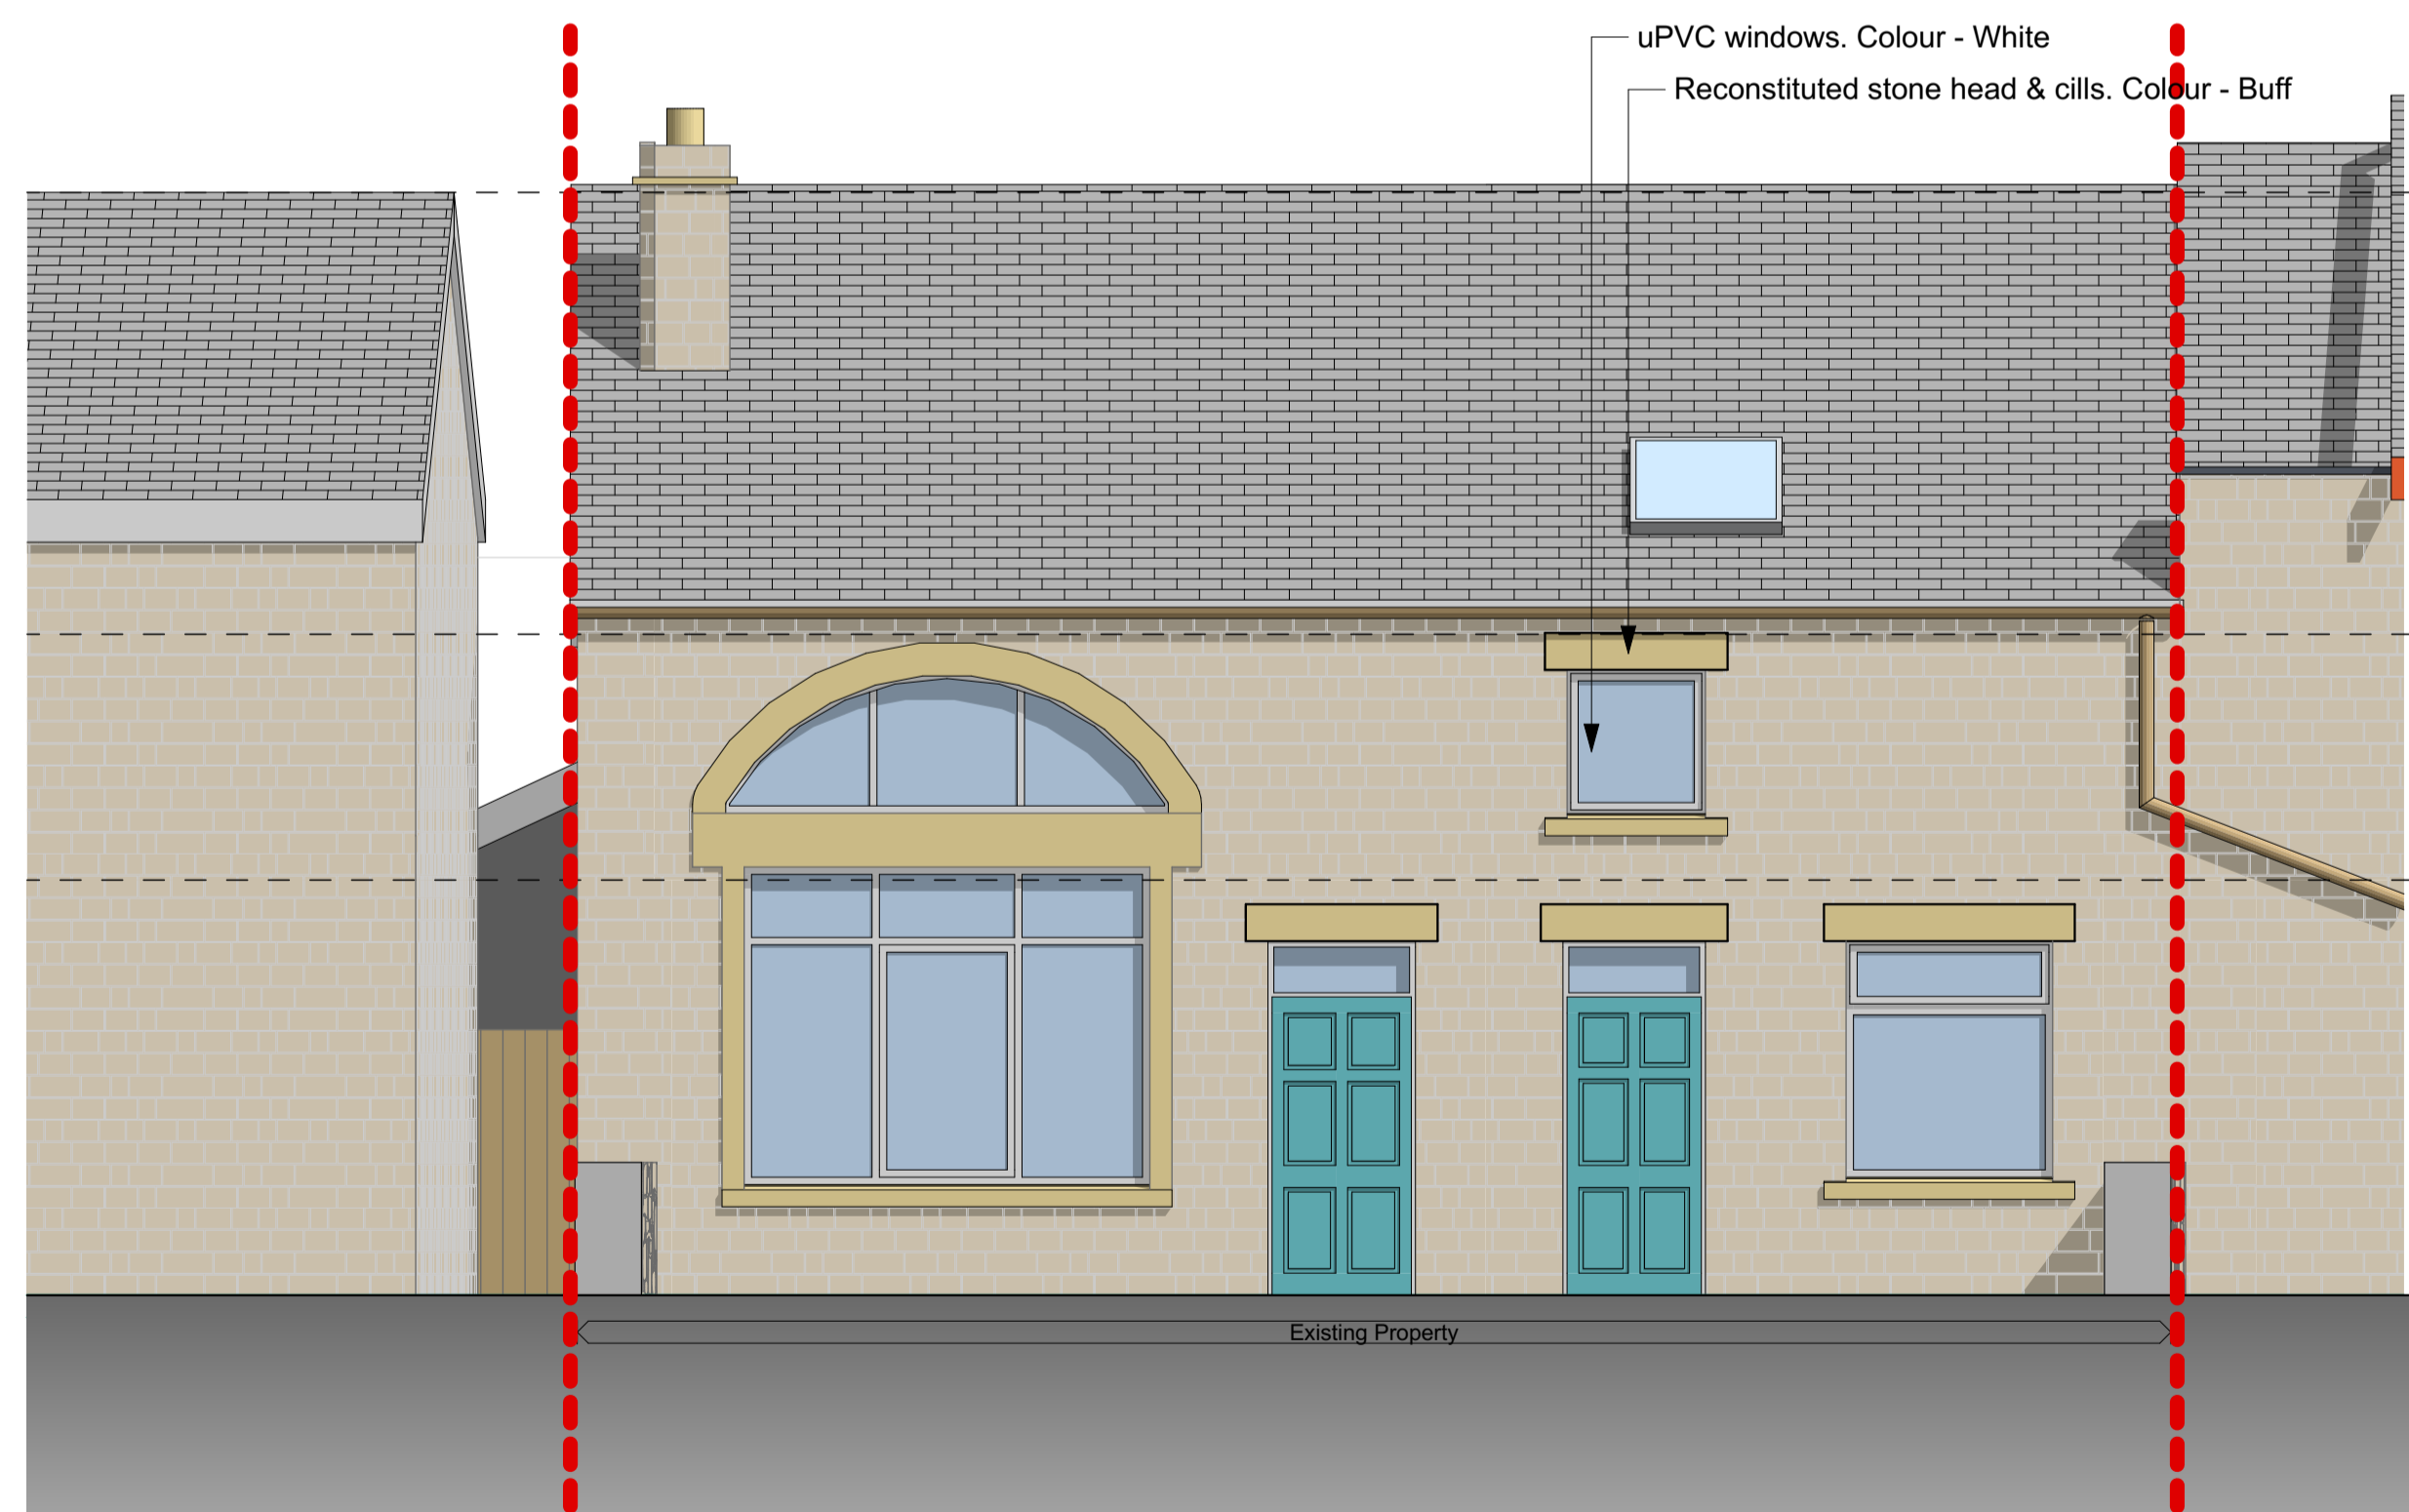 uPVC windows. Colour - White
Reconstituted stone head & cills. Colour - Buff
Existing Property